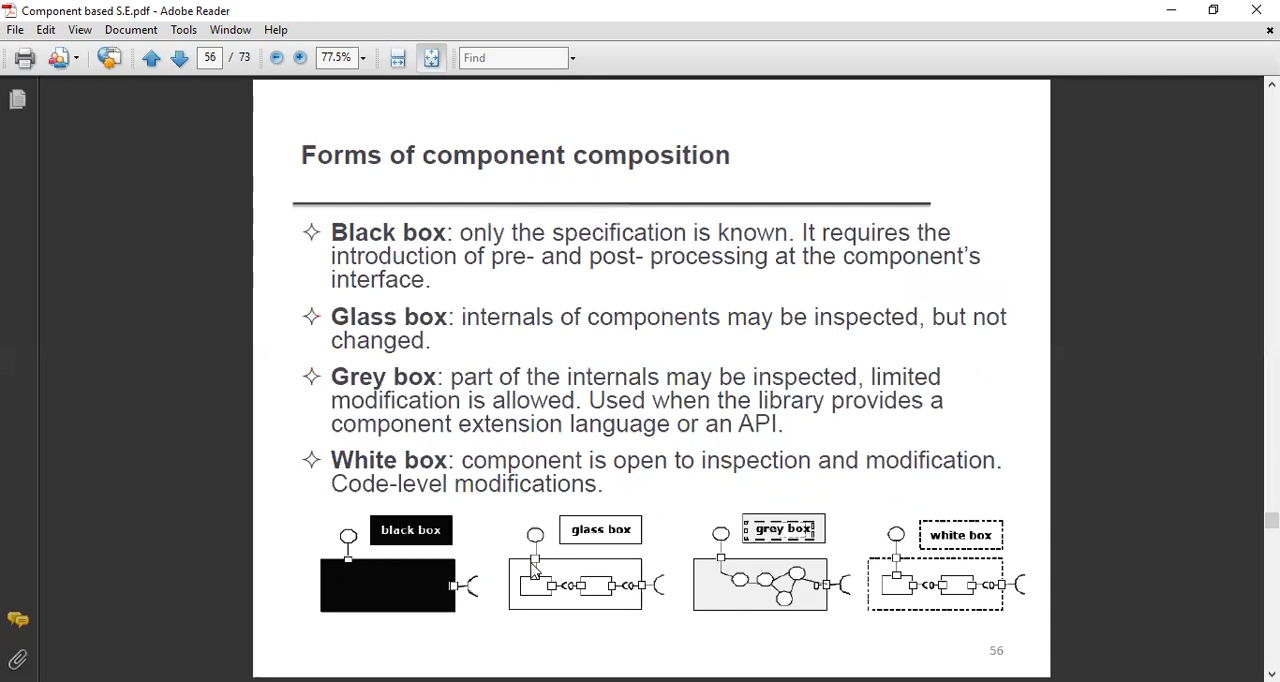 Component based S.E.pdf - Adobe Reader
File Edit View Document Tools Window Help
56 / 73 77.5% Find
Forms of component composition
Black box: only the specification is known. It requires the
introduction of pre- and post- processing at the component's
interface.
Glass box: internals of components may be inspected, but not
changed.
Grey box: part of the internals may be inspected, limited
modification is allowed. Used when the library provides a
component extension language or an API.
White box: component is open to inspection and modification.
Code-level modifications.
black box glass box grey box white box
56